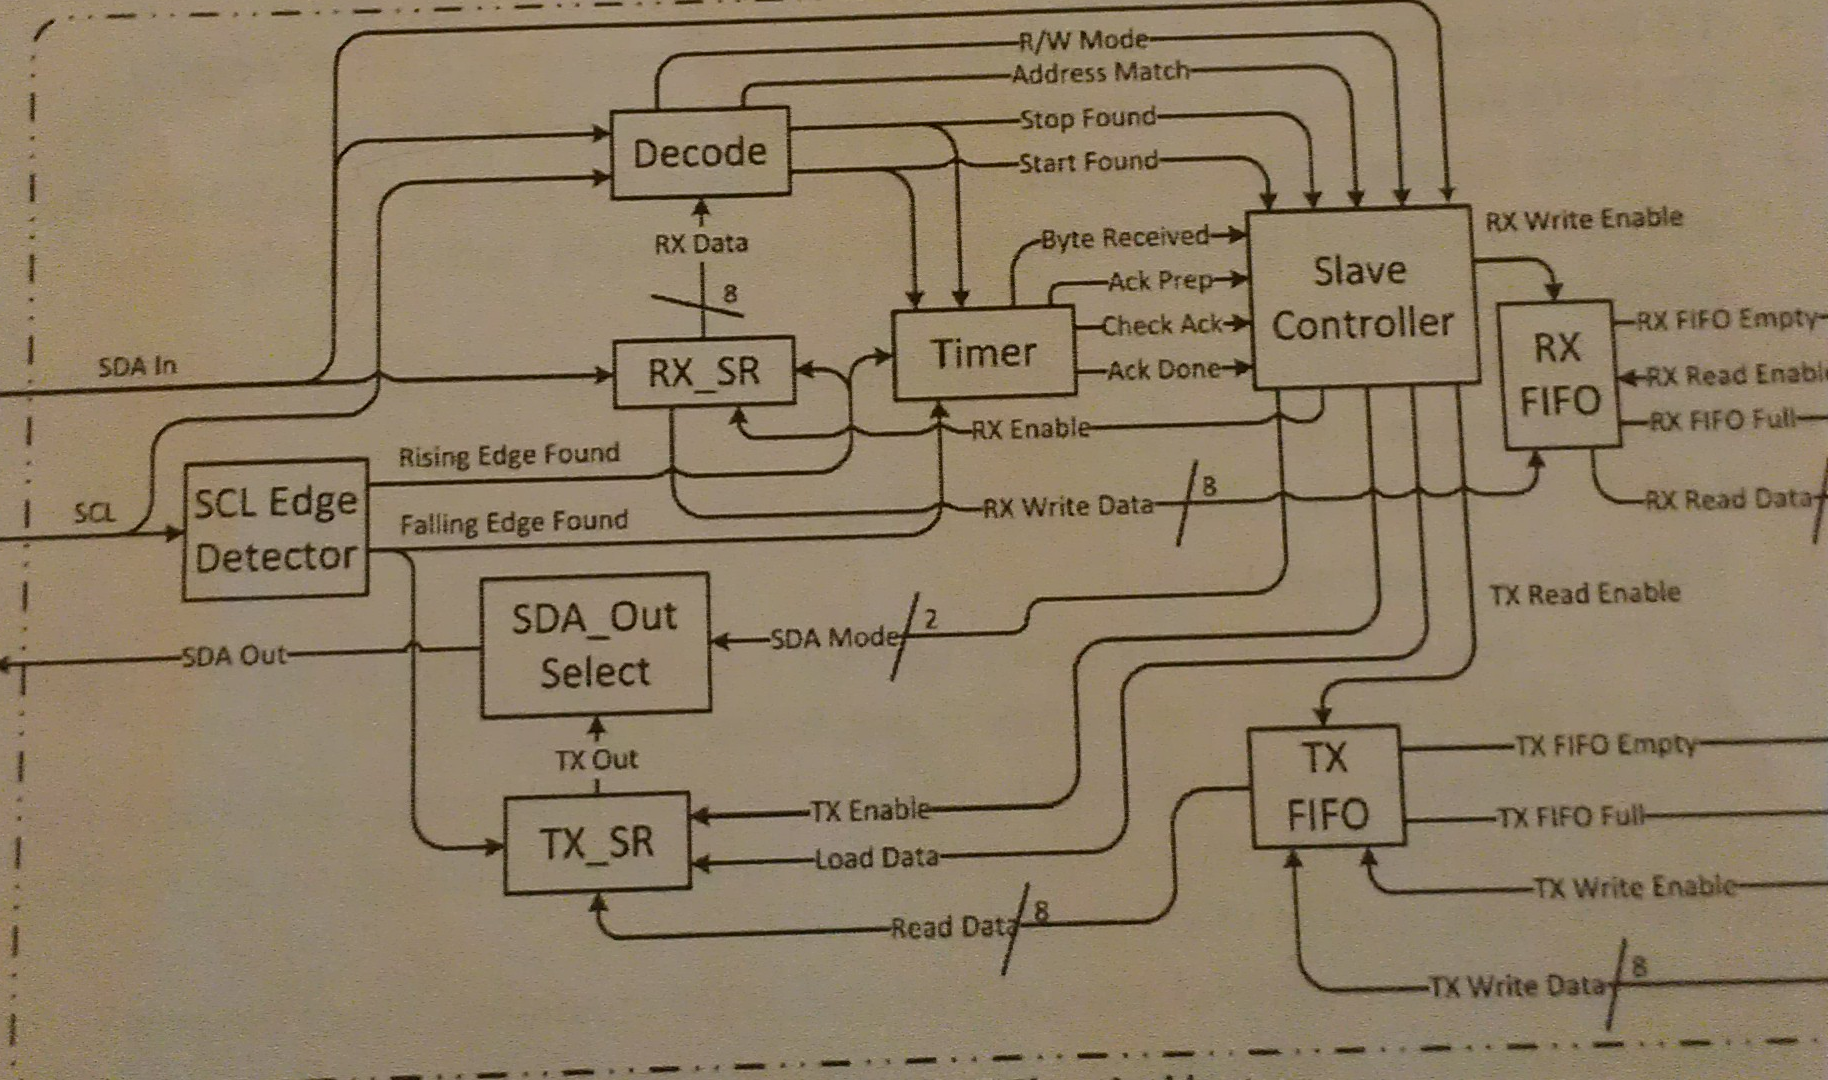 R/W Mode
Address Match
Stop Found
Decode
Start Found
RX Write Enable
RX Data
Byte Received
8
Ack Prep
Slave
Controller
Check Ack
RX FIFO Empty
SDA In
RX_SR
Timer
Ack Done
RX
FIFO
RX Read
RX FIFO Full
RX Enable
Rising Edge Found
SCL Edge
Detector
8
RX Write Data
RX Read Data
SCL
Falling Edge Found
TX Read Enable
SDA_Out
Select
SDA Mode
2
SDA Out
TX Out
TX
FIFO
TX FIFO Empty
TX Enable
TX FIFO Full
TX_SR
Load Data
TX Write Enable
Read Data
8
TX Write Data
8